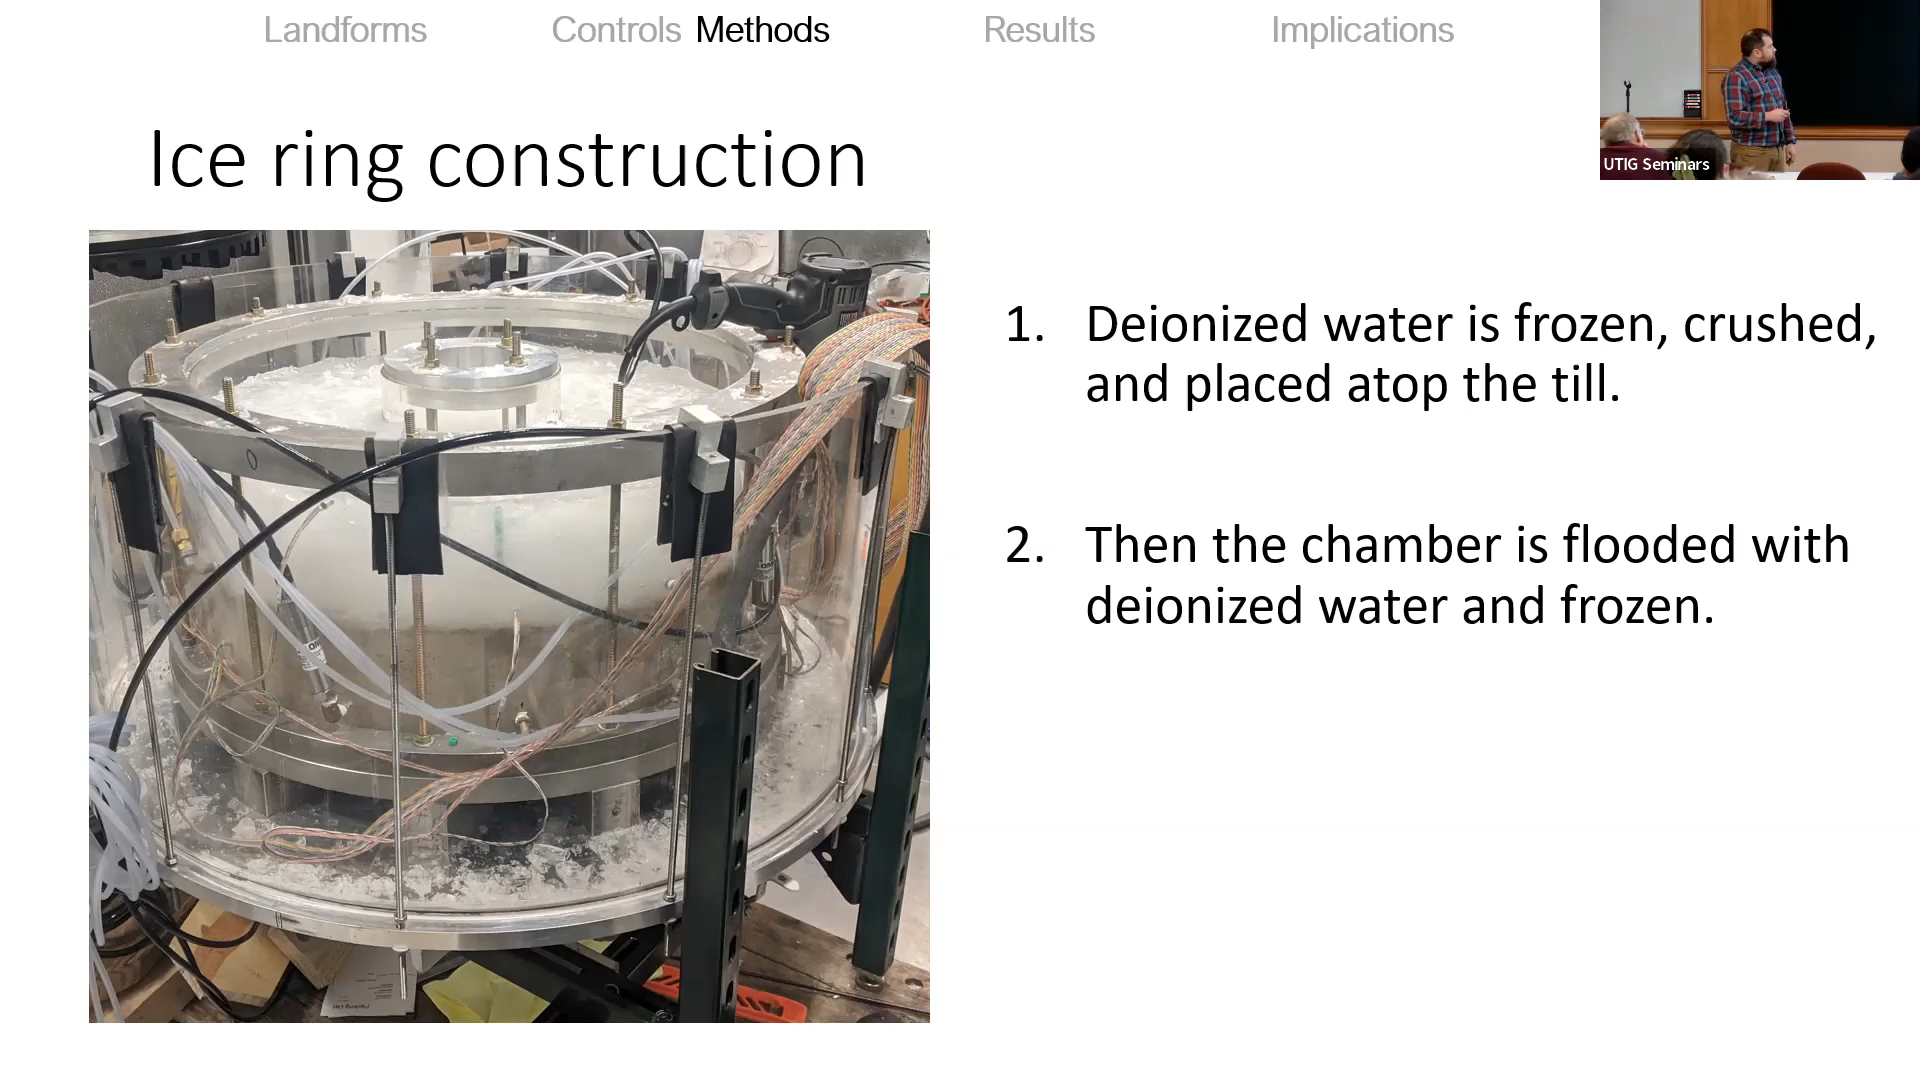 Landforms Controls Methods Results Implications
UTIG Seminars
Ice ring construction
1. Deionized water is frozen, crushed,
and placed atop the till.
2. Then the chamber is flooded with
deionized water and frozen.